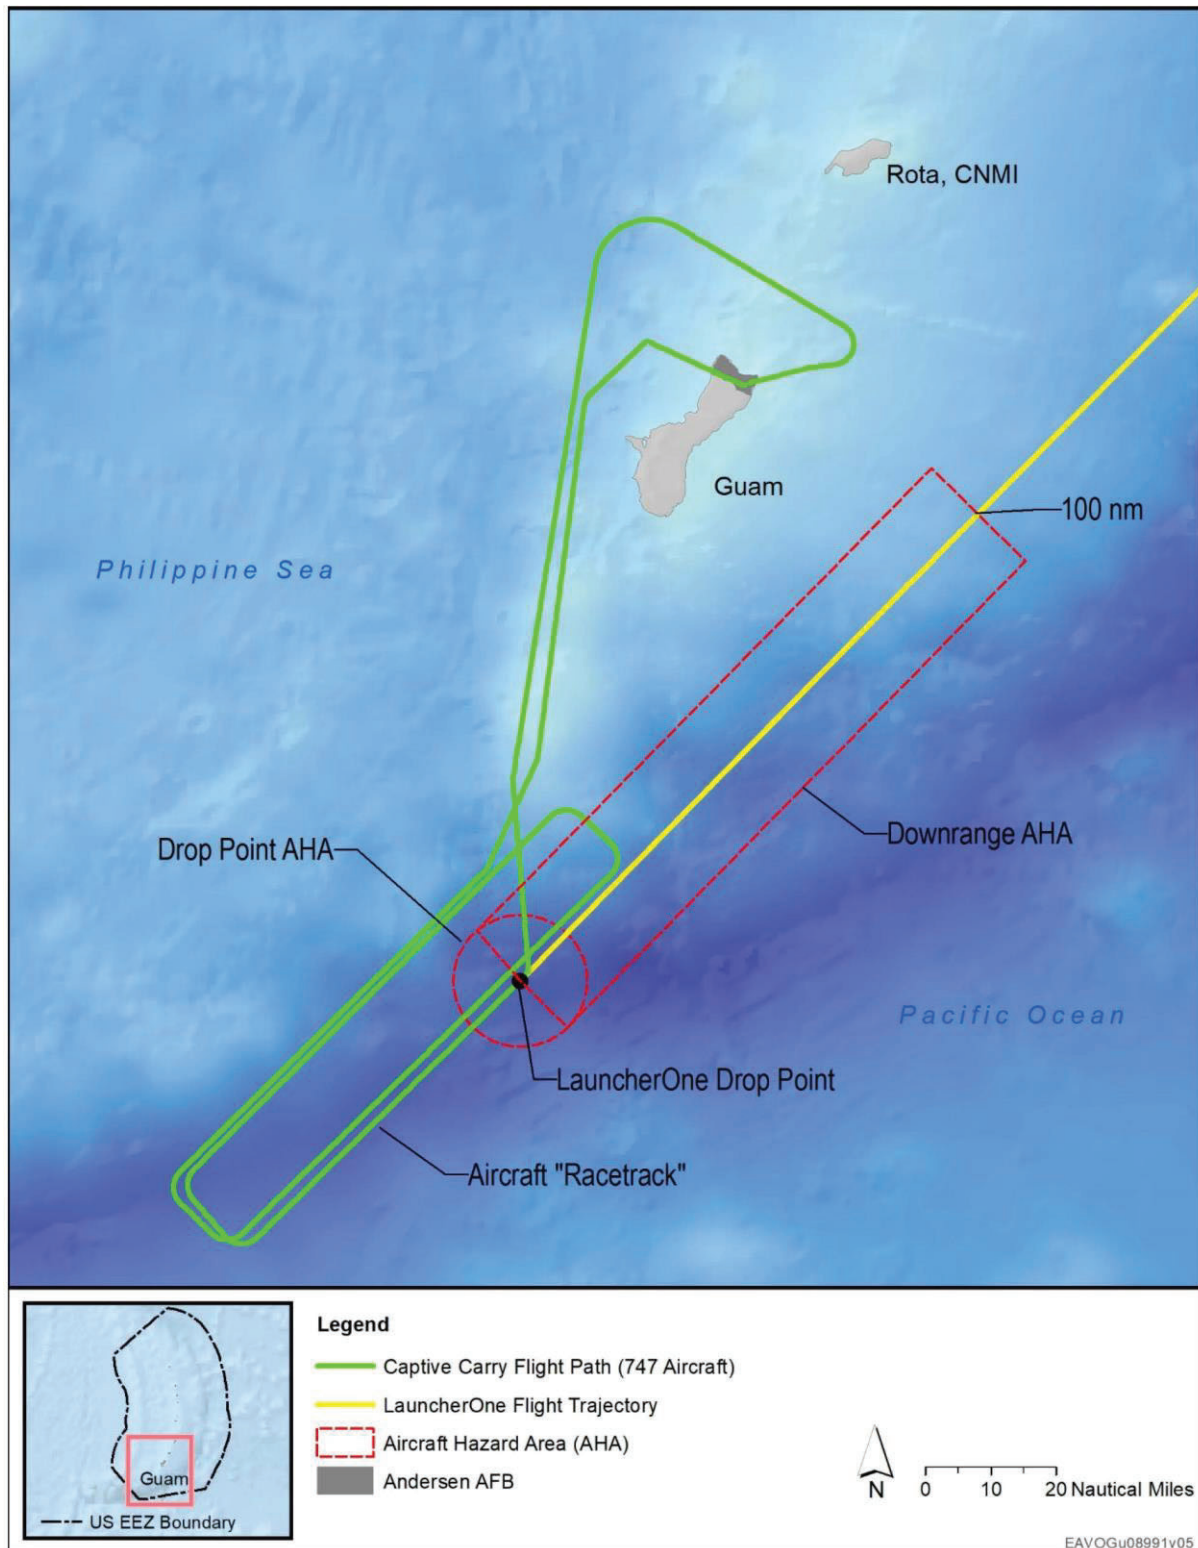 Rota, CNMI
Guam
100 nm
Philippine Sea
Drop Point AHA
Downrange AHA
Pacific Ocean
LauncherOne Drop Point
Aircraft "Racetrack"
Legend
Captive Carry Flight Path (747 Aircraft)
LauncherOne Flight Trajectory
Aircraft Hazard Area (AHA)
Andersen AFB
Guam
US EEZ Boundary
N
0 10 20 Nautical Miles
EAVOGu08991v05